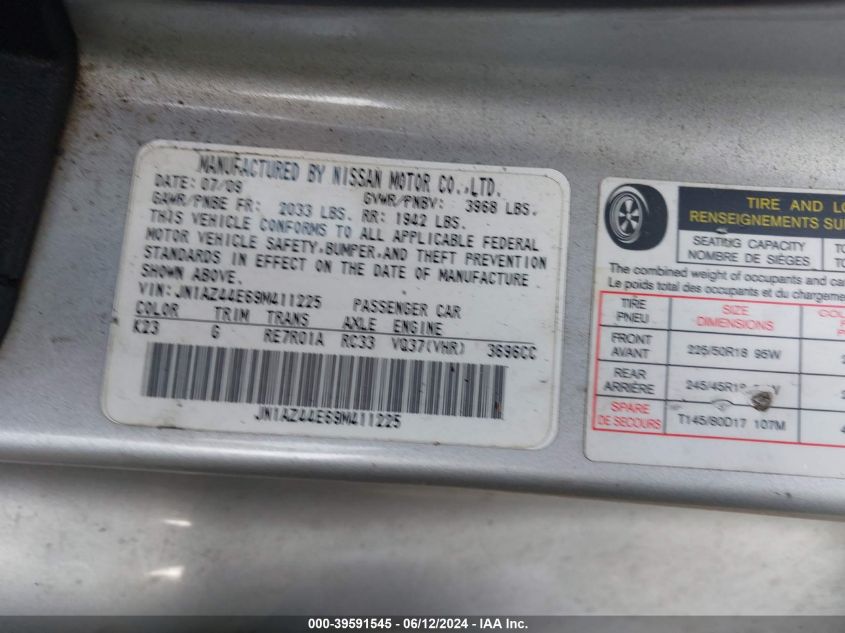 MANUFACTURED BY NISSAN MOTOR CO.,LTD.
DATE: 07/08 GVWR/PNBV: 3968 LBS.
GAWR/PNBE FR: 2033 LBS. RR: 1942 LBS.
THIS VEHICLE CONFORMS TO ALL APPLICABLE FEDERAL
MOTOR VEHICLE SAFETY,BUMPER,AND THEFT PREVENTION
STANDARDS IN EFFECT ON THE DATE OF MANUFACTURE
SHOWN ABOVE.
VIN: JN1AZ44E69M411225 PASSENGER CAR
COLOR TRIM TRANS AXLE ENGINE
K23 G RE7R01A RC33 VQ37(VHR) 3696CC
JN1AZ44E69M411225
TIRE AND LO
RENSEIGNEMENTS SU
SEATING CAPACITY
NOMBRE DE SIÈGES
The combined weight of occupants and car
Le poids total des occupants et du chargeme
TIRE
PNEU
SIZE
DIMENSIONS
FRONT
AVANT
225/50R18 95W
REAR
ARRIÈRE
SPARE
DE SECOURS
T145/80D17 107M
000-39591545 - 06/12/2024 - IAA Inc.